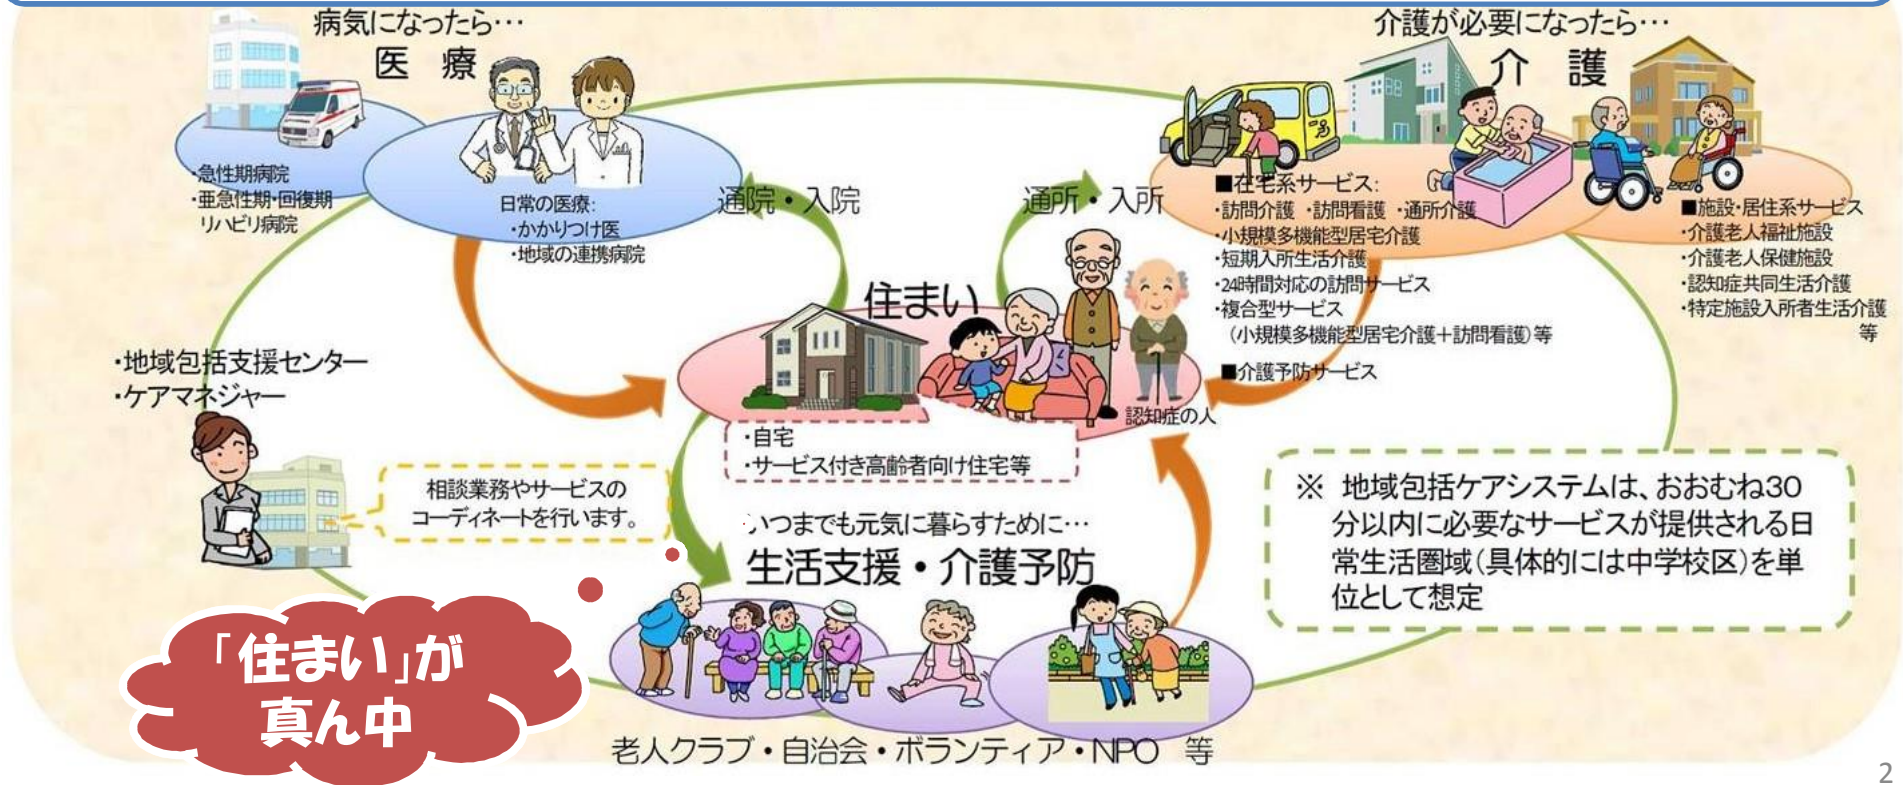 病気になったら…
医 療
・急性期病院
・亜急性期・回復期
リハビリ病院
日常の医療:
・かかりつけ医
・地域の連携病院
通院・入院
通所・入所
介護が必要になったら…
介 護
■在宅系サービス:
・訪問介護 ・訪問看護 ・通所介護
・小規模多機能型居宅介護
・短期入所生活介護
・24時間対応の訪問サービス
・複合型サービス
(小規模多機能型居宅介護+訪問看護)等
■介護予防サービス
■施設・居住系サービス
・介護老人福祉施設
・介護老人保健施設
・認知症共同生活介護
・特定施設入所者生活介護
等
住まい
認知症の人
・自宅
・サービス付き高齢者向け住宅等
・地域包括支援センター
・ケアマネジャー
相談業務やサービスの
コーディネートを行います。
いつまでも元気に暮らすために…
生活支援・介護予防
老人クラブ・自治会・ボランティア・NPO 等
※ 地域包括ケアシステムは、おおむね30
分以内に必要なサービスが提供される日
常生活圏域(具体的には中学校区)を単
位として想定
「住まい」が
真ん中
2